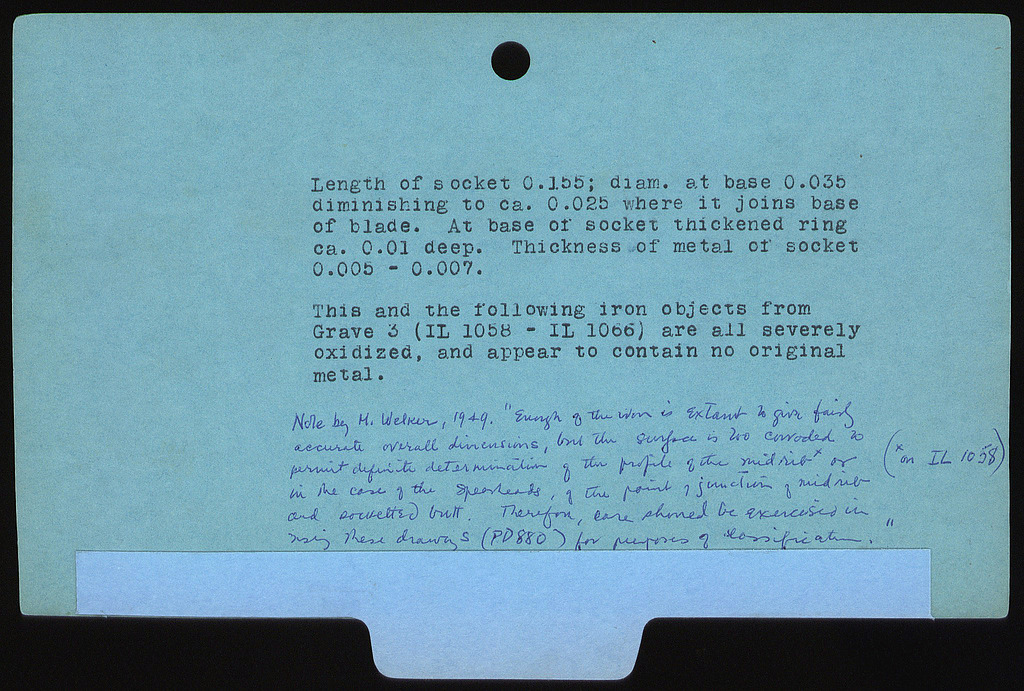 Length of socket 0.155; diam. at base 0.035
diminishing to ca. 0.025 where it joins base
of blade. At base of socket thickened ring
ca. 0.01 deep. Thickness of metal of socket
0.005 - 0.007.
This and the following iron objects from
Grave 3 (IL 1058 - IL 1066) are all severely
oxidized, and appear to contain no original
metal.
Note by M. Welker, 1949. "Enough of the iron is extant to give fairly
accurate overall dimensions, but the surface is too corroded to
permit definite determination of the profile of the midrib x or
in the case of the spearheads, of the point of junction of midrib
and socketted butt. Therefore, care should be exercised in
using these drawings (PD 880) for purposes of classification."
(x on IL 1058)